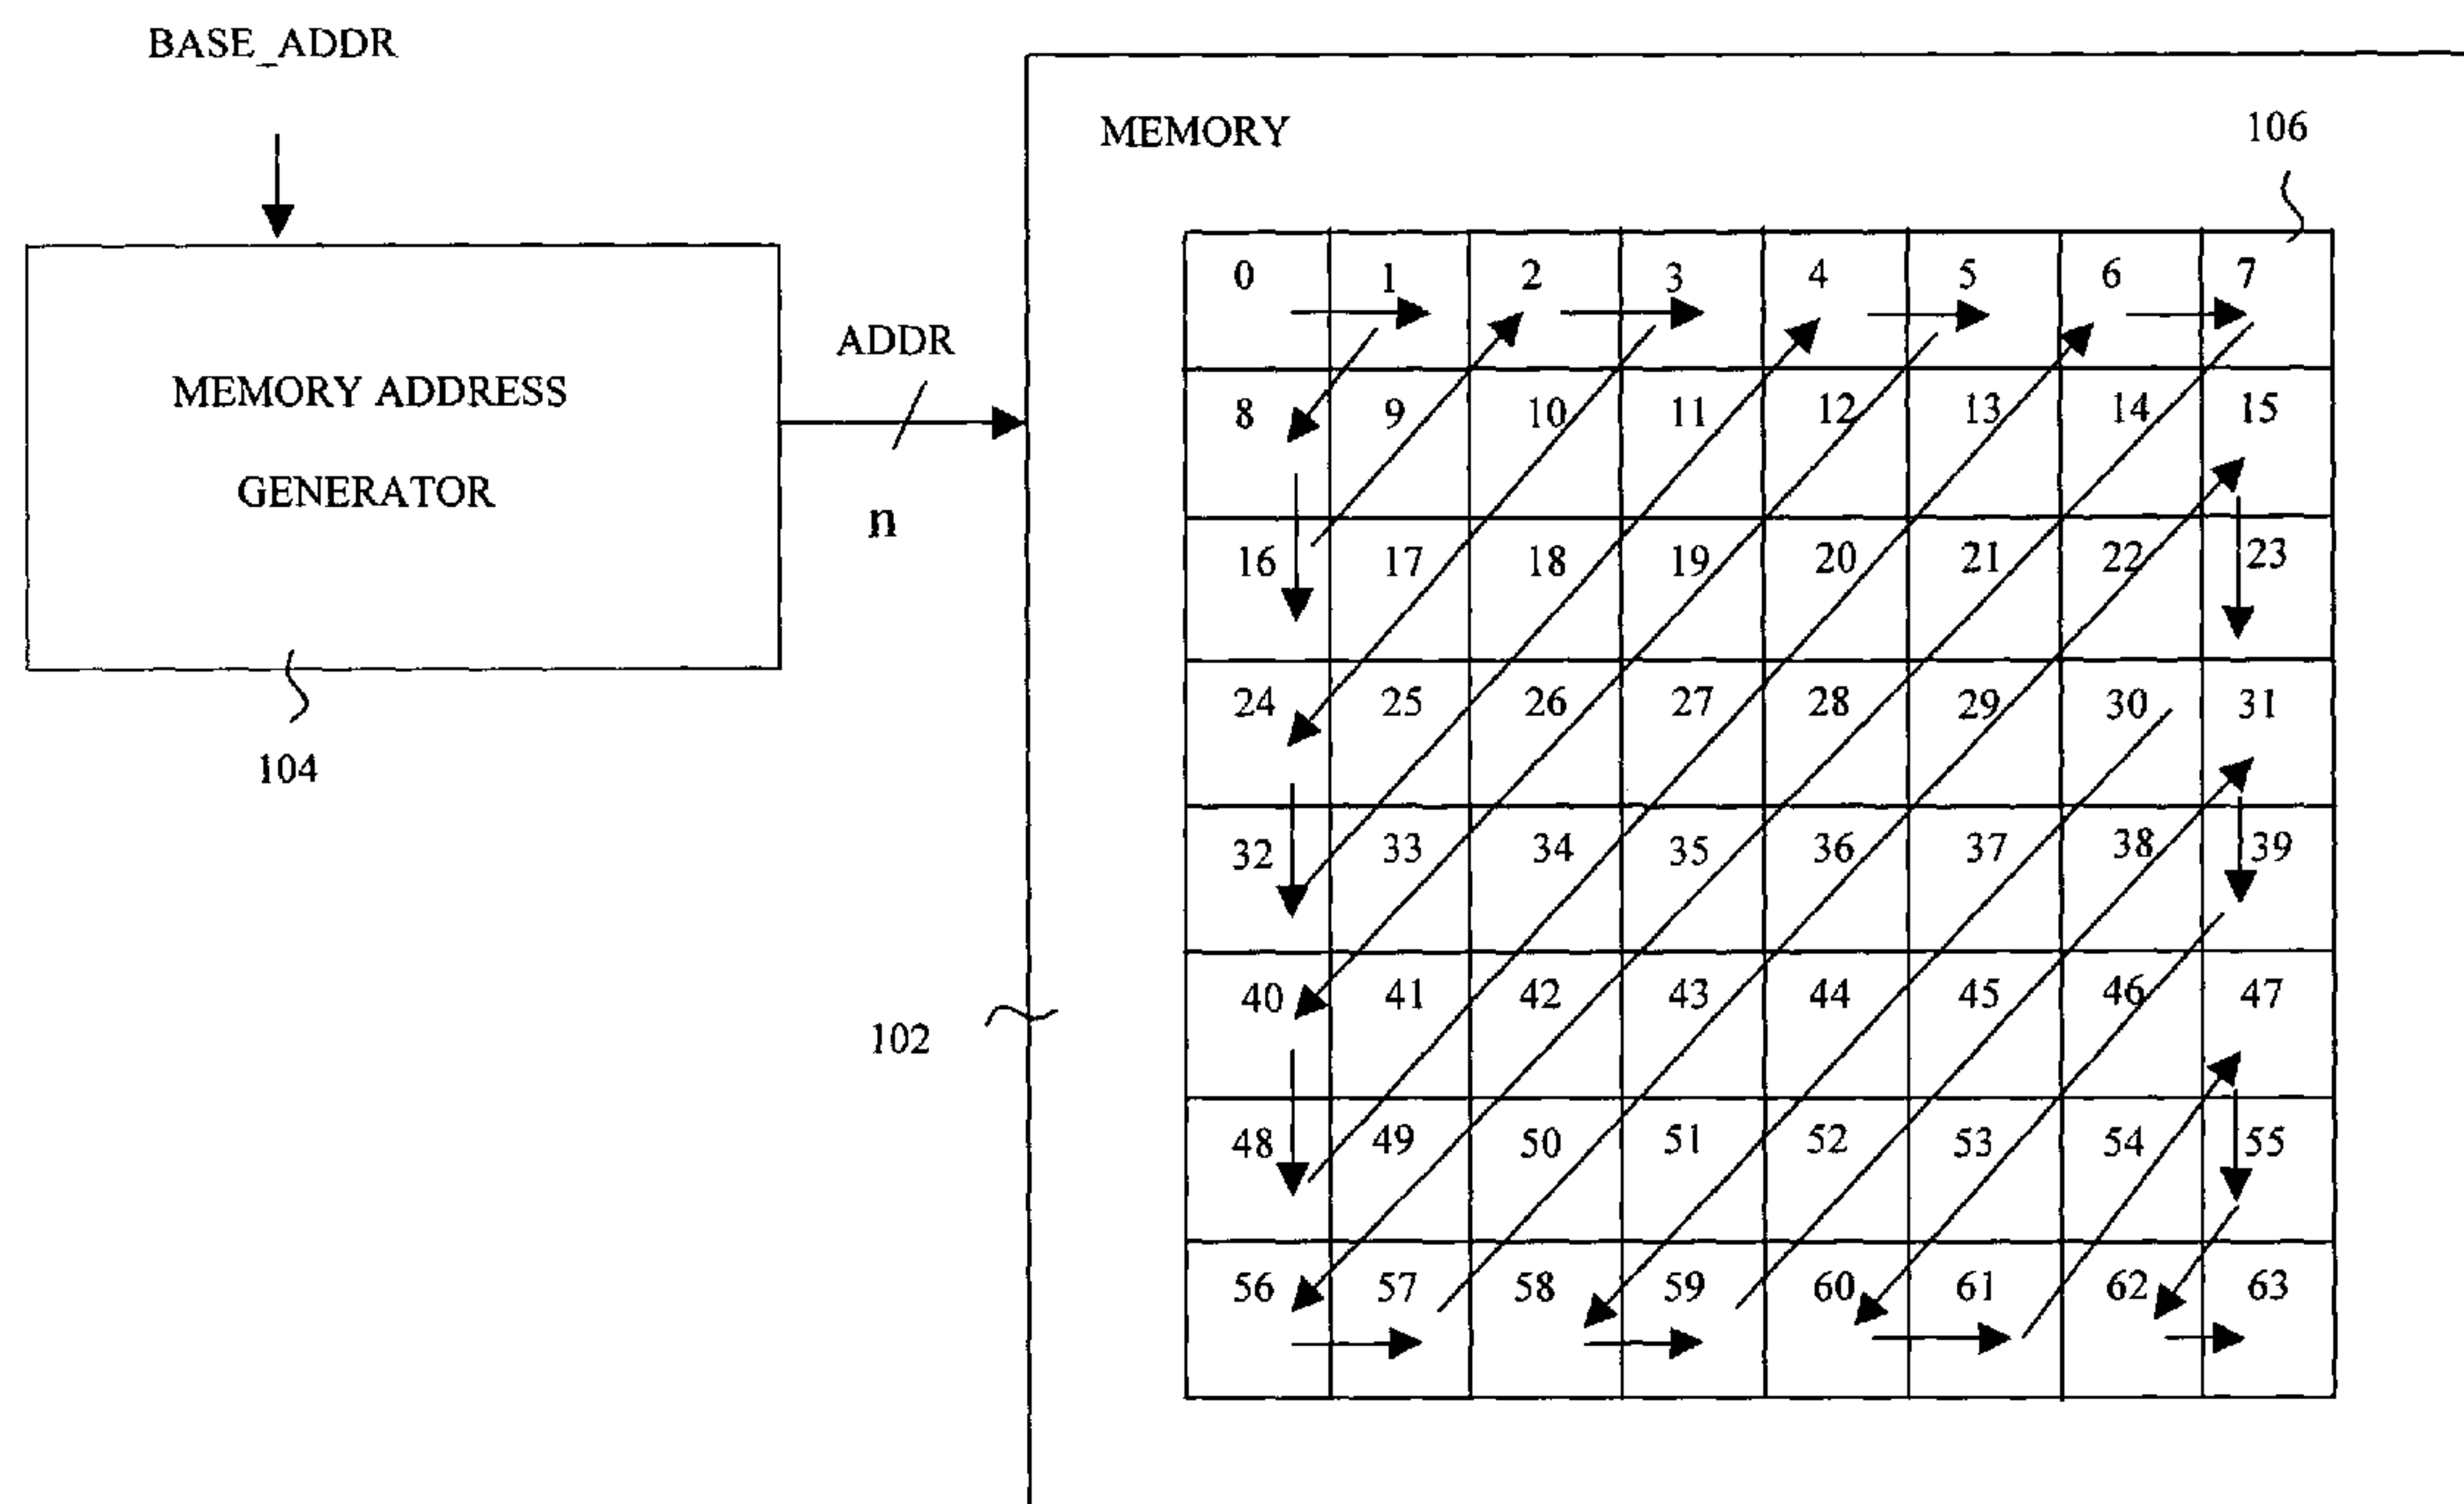 BASE_ADDR
MEMORY
106
MEMORY ADDRESS
GENERATOR
ADDR
n
104
102
0 1 2 3 4 5 6 7
8 9 10 11 12 13 14 15
16 17 18 19 20 21 22 23
24 25 26 27 28 29 30 31
32 33 34 35 36 37 38 39
40 41 42 43 44 45 46 47
48 49 50 51 52 53 54 55
56 57 58 59 60 61 62 63